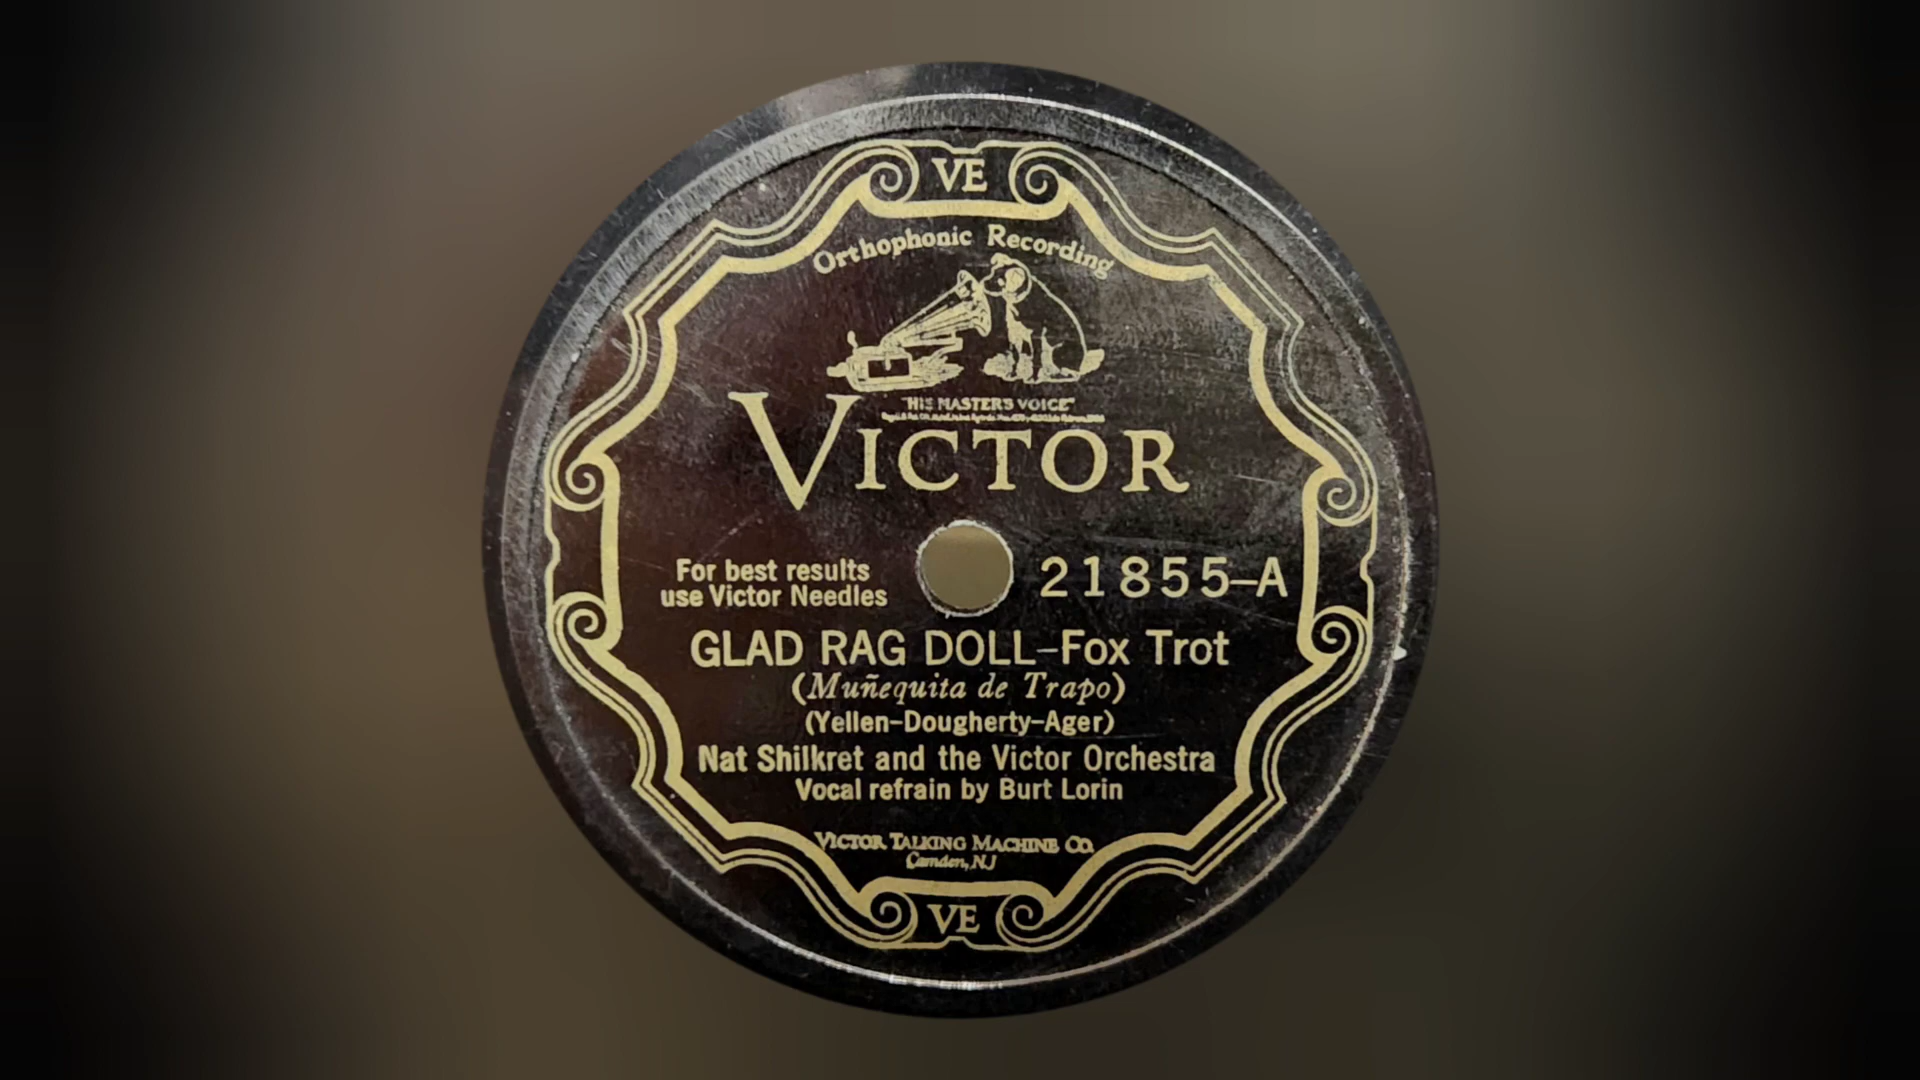 VE
Orthophonic Recording
"HIS MASTER'S VOICE"
VICTOR
For best results
use Victor Needles
21855-A
GLAD RAG DOLL-Fox Trot
(Muñequita de Trapo)
(Yellen-Dougherty-Ager)
Nat Shilkret and the Victor Orchestra
Vocal refrain by Burt Lorin
VICTOR TALKING MACHINE CO.
Camden, NJ
VE